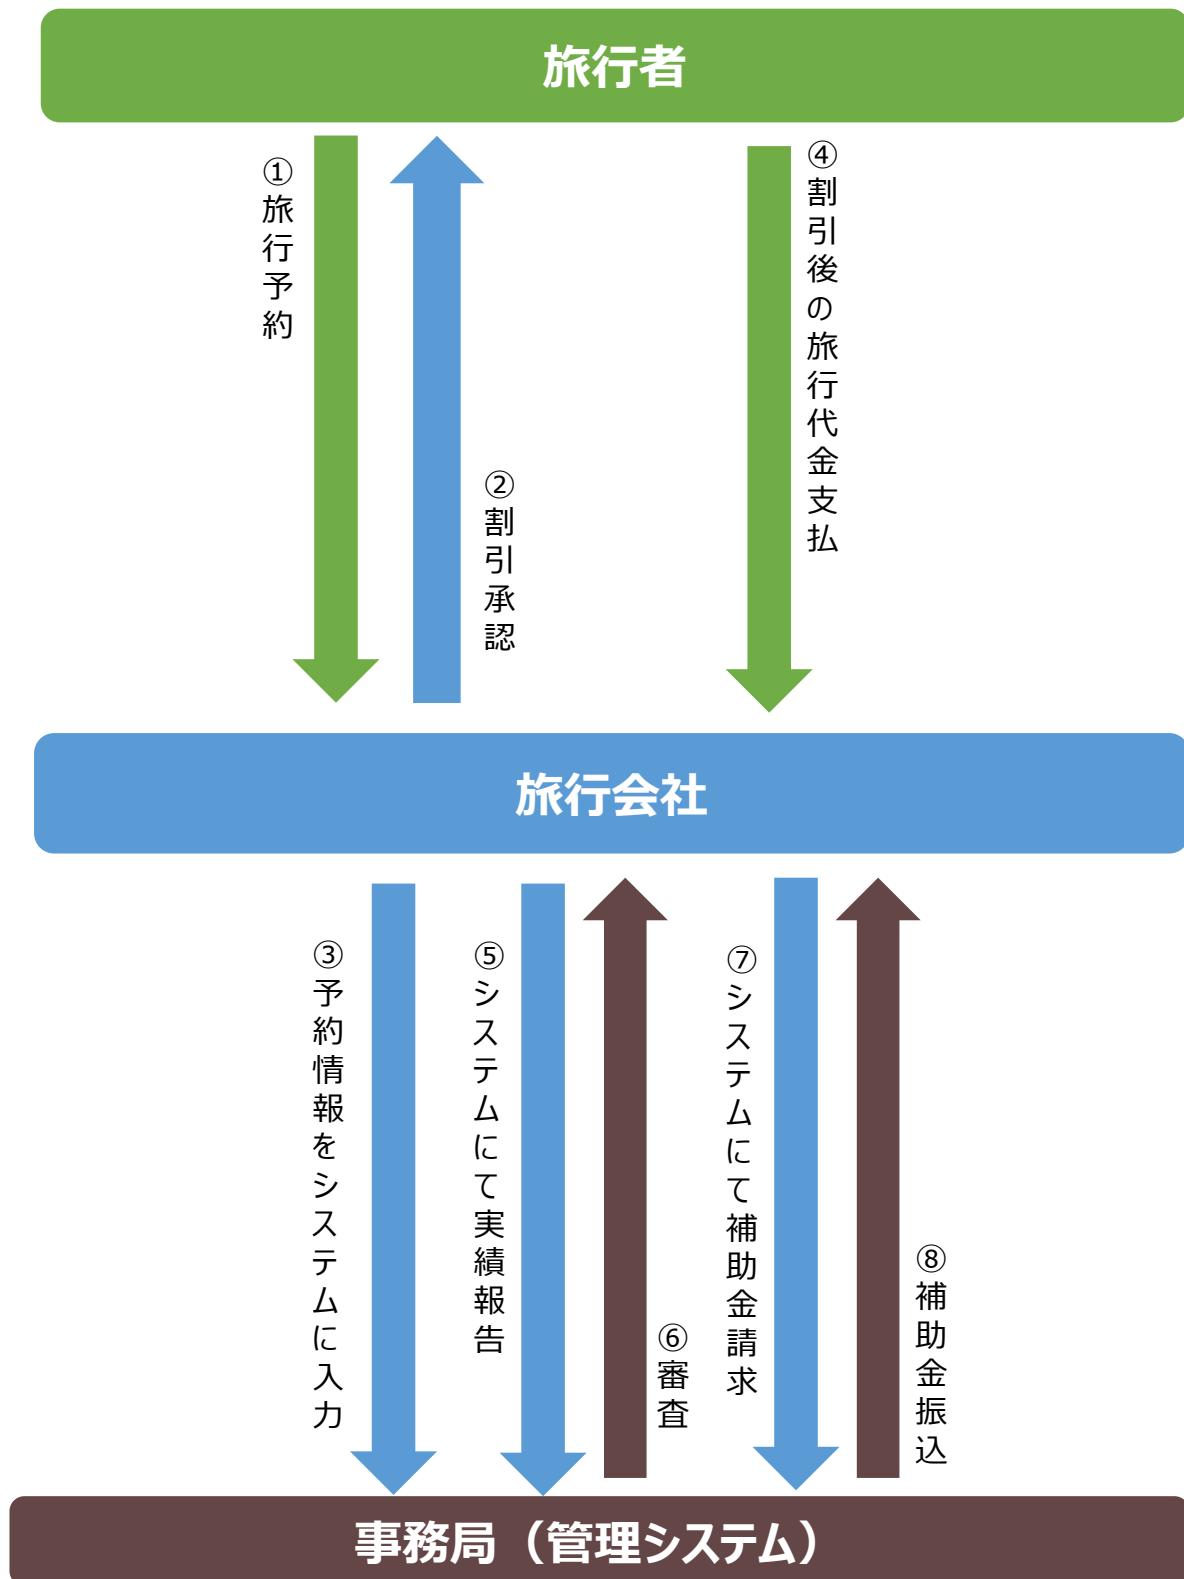 旅行者
①旅行予約
②割引承認
④割引後の旅行代金支払
旅行会社
③予約情報をシステムに入力
⑤システムにて実績報告
⑥審査
⑦システムにて補助金請求
⑧補助金振込
事務局（管理システム）